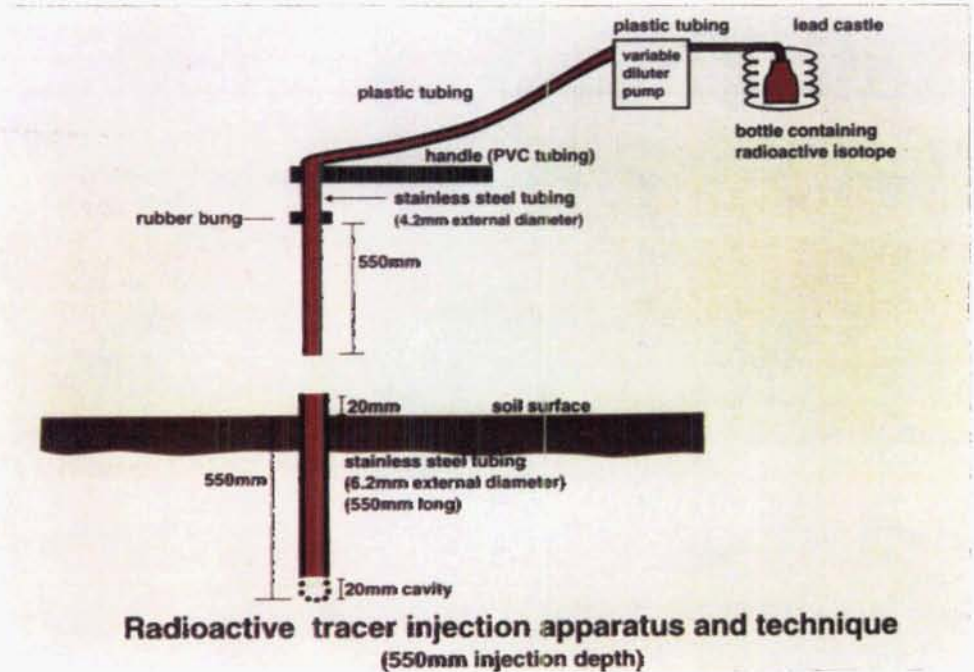 plastic tubing
lead castle
variable
diluter
pump
plastic tubing
bottle containing
radioactive isotope
handle (PVC tubing)
stainless steel tubing
(4.2mm external diameter)
rubber bung
550mm
20mm
soil surface
stainless steel tubing
(6.2mm external diameter)
(550mm long)
550mm
20mm cavity
Radioactive tracer injection apparatus and technique
(550mm injection depth)